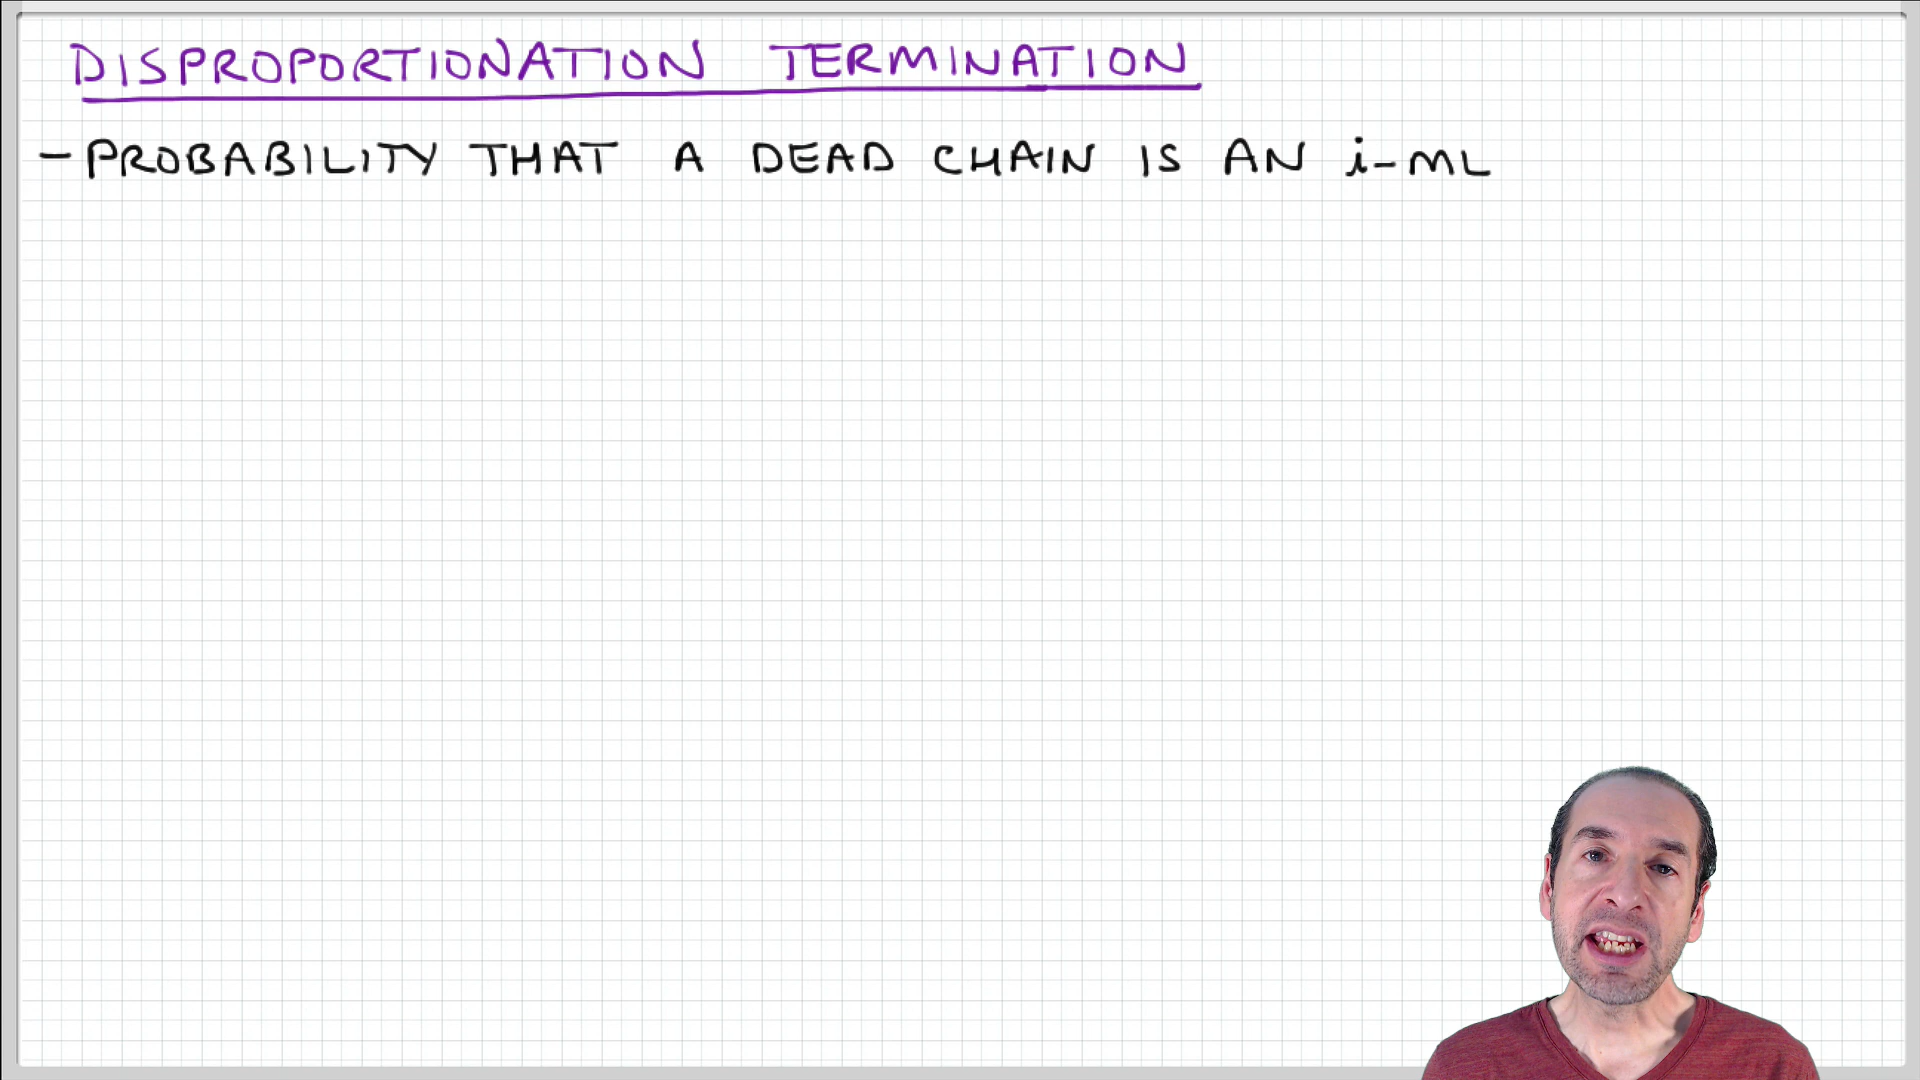 DISPROPORTIONATION TERMINATION
- PROBABILITY THAT A DEAD CHAIN IS AN i-ML